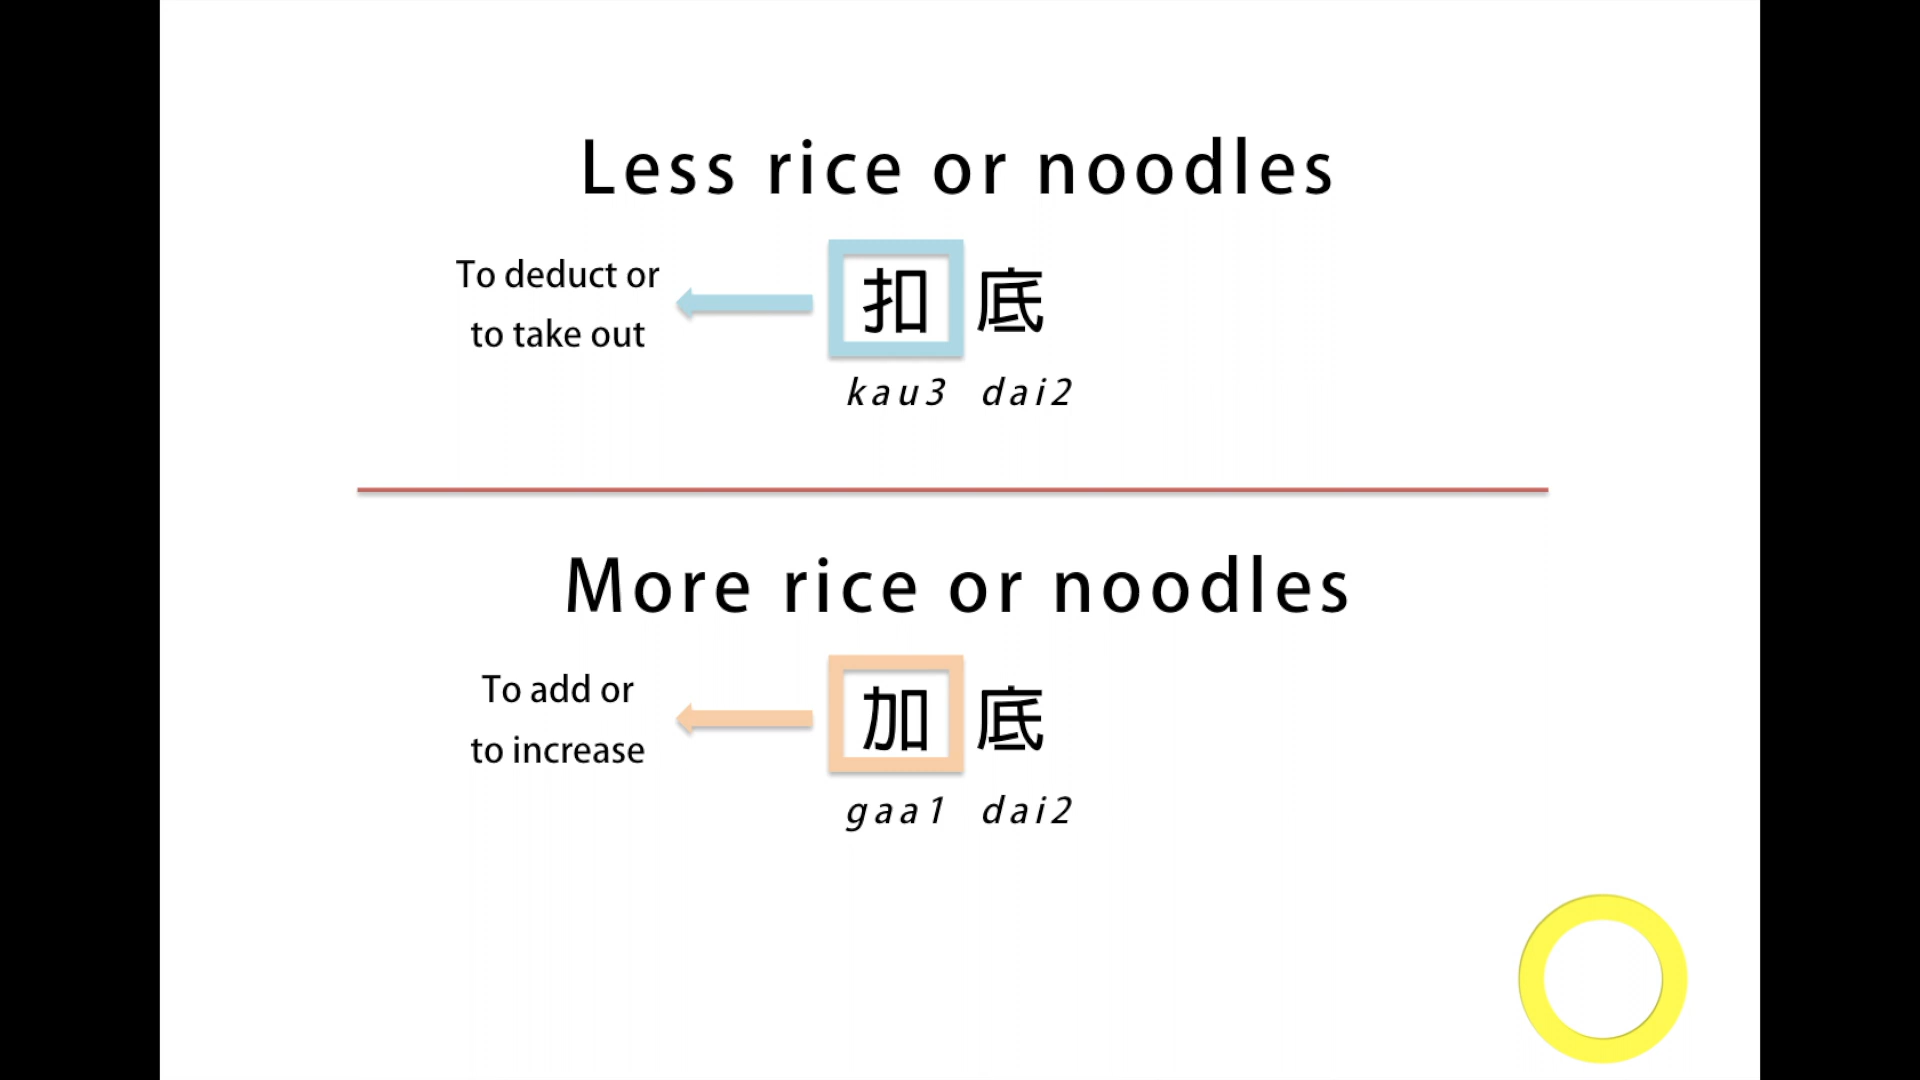 Less rice or noodles
To deduct or
to take out
扣底
kau3 dai2
More rice or noodles
To add or
to increase
加底
gaa1 dai2